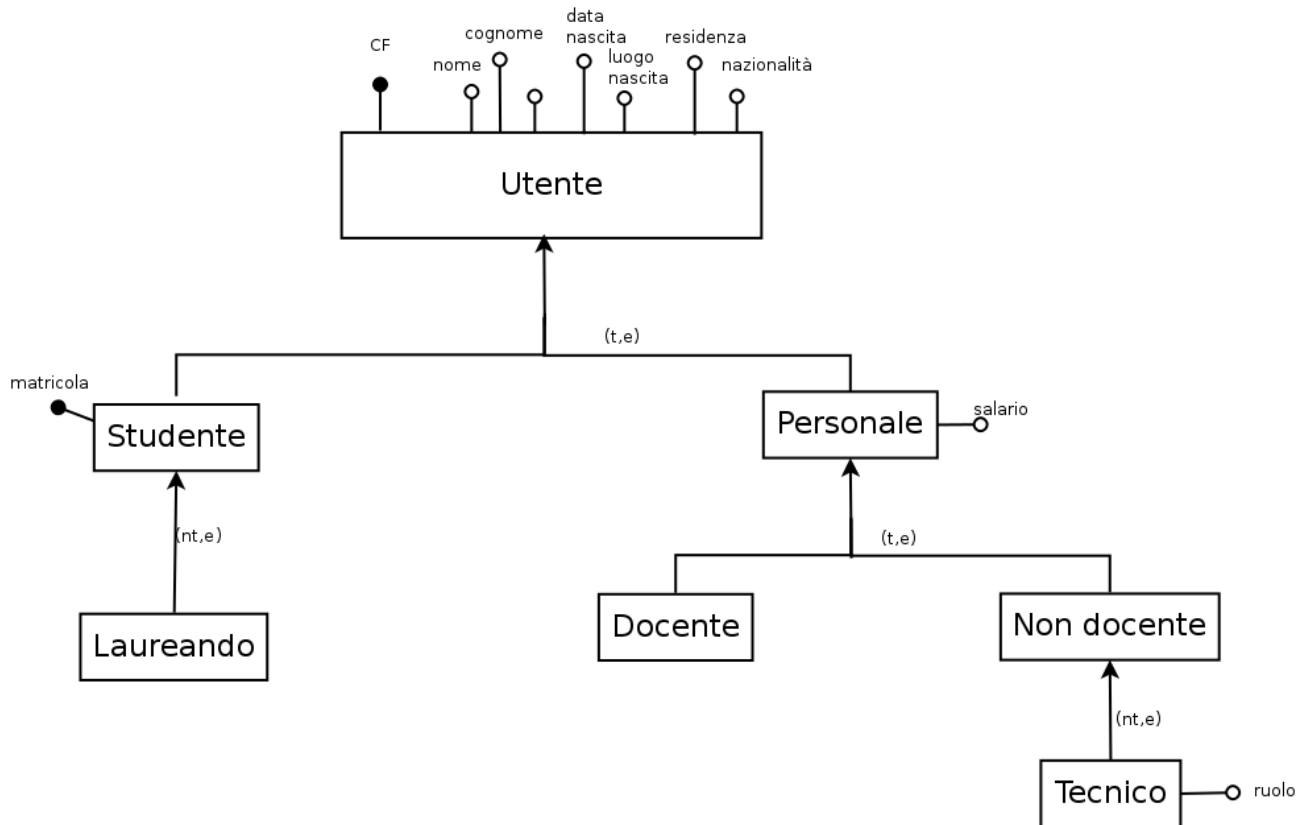 CF
nome
cognome
data
nascita
luogo
nascita
residenza
nazionalità
Utente
(t,e)
matricola
Studente
Personale
salario
(nt,e)
(t,e)
Laureando
Docente
Non docente
(nt,e)
Tecnico
ruolo